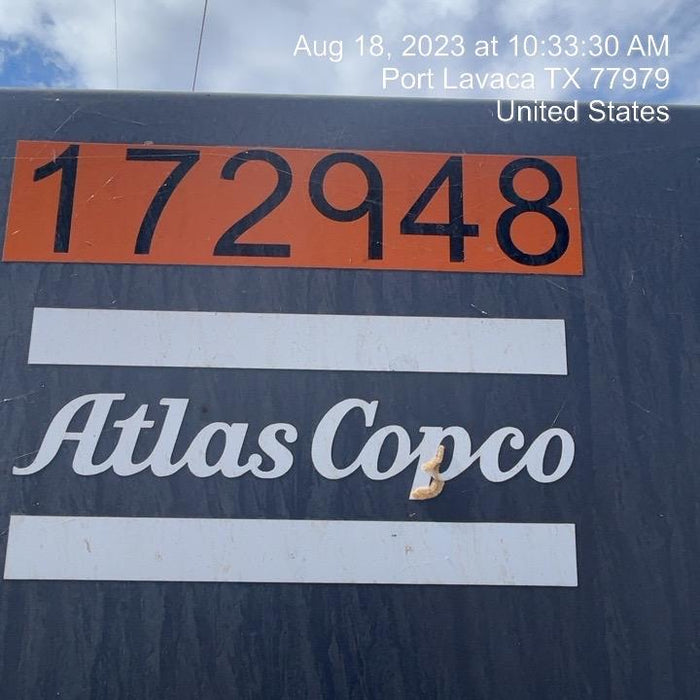 Aug 18, 2023 at 10:33:30 AM
Port Lavaca TX 77979
United States
172948
Atlas Copco